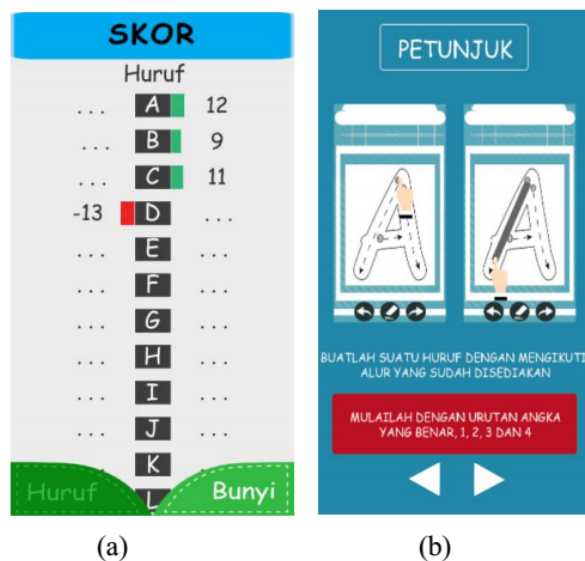 SKOR
Huruf
... A 12
... B 9
... C 11
-13 D ...
... E ...
... F ...
... G ...
... H ...
... I ...
... J ...
K
L
Huruf
Bunyi
(a)
PETUNJUK
BUATLAH SUATU HURUF DENGAN MENGIKUTI
ALUR YANG SUDAH DISEDIAKAN
MULAILAH DENGAN URUTAN ANGKA
YANG BENAR, 1, 2, 3 DAN 4
(b)